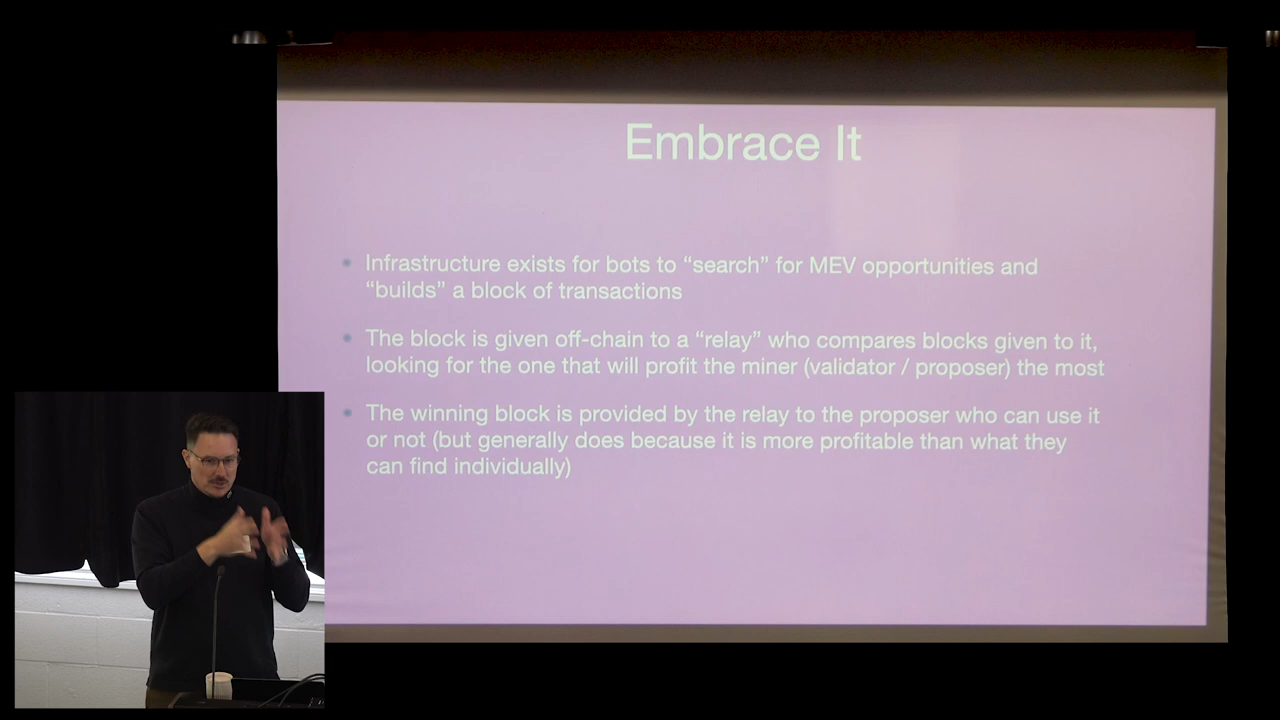 Embrace It
Infrastructure exists for bots to “search” for MEV opportunities and
“builds” a block of transactions
The block is given off-chain to a “relay” who compares blocks given to it,
looking for the one that will profit the miner (validator / proposer) the most
The winning block is provided by the relay to the proposer who can use it
or not (but generally does because it is more profitable than what they
can find individually)